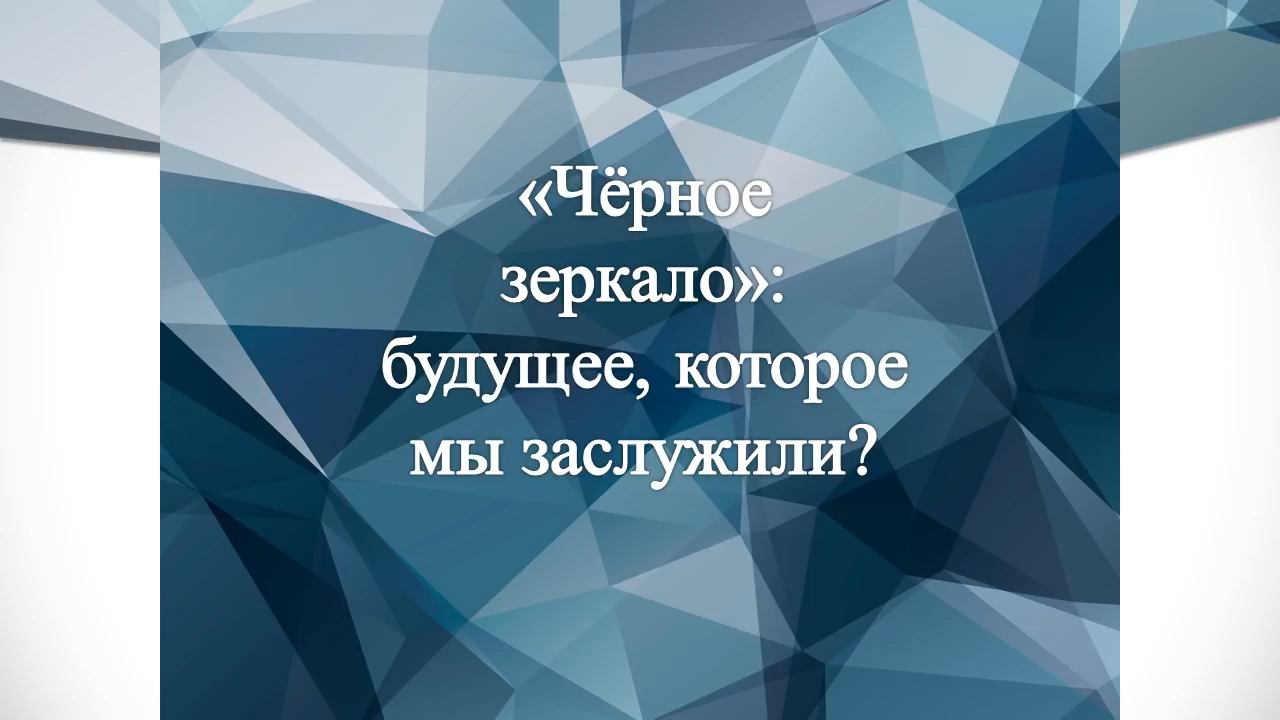 «Чёрное
зеркало»:
будущее, которое
мы заслужили?